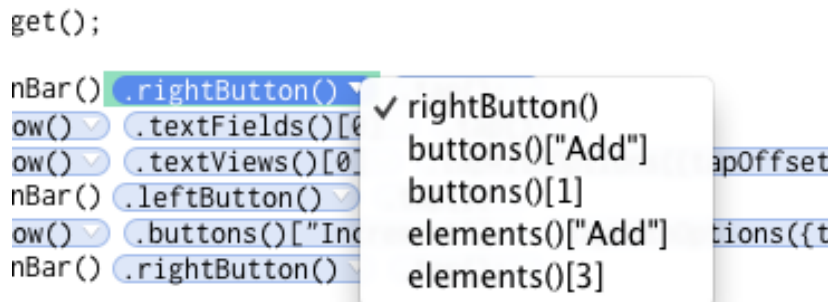 get();
nBar() .rightButton()
ow() .textFields()[0
ow() .textViews()[0] apOffset
nBar() .leftButton()
ow() .buttons()["Inc tions({t
nBar() .rightButton()
✓ rightButton()
buttons()["Add"]
buttons()[1]
elements()["Add"]
elements()[3]